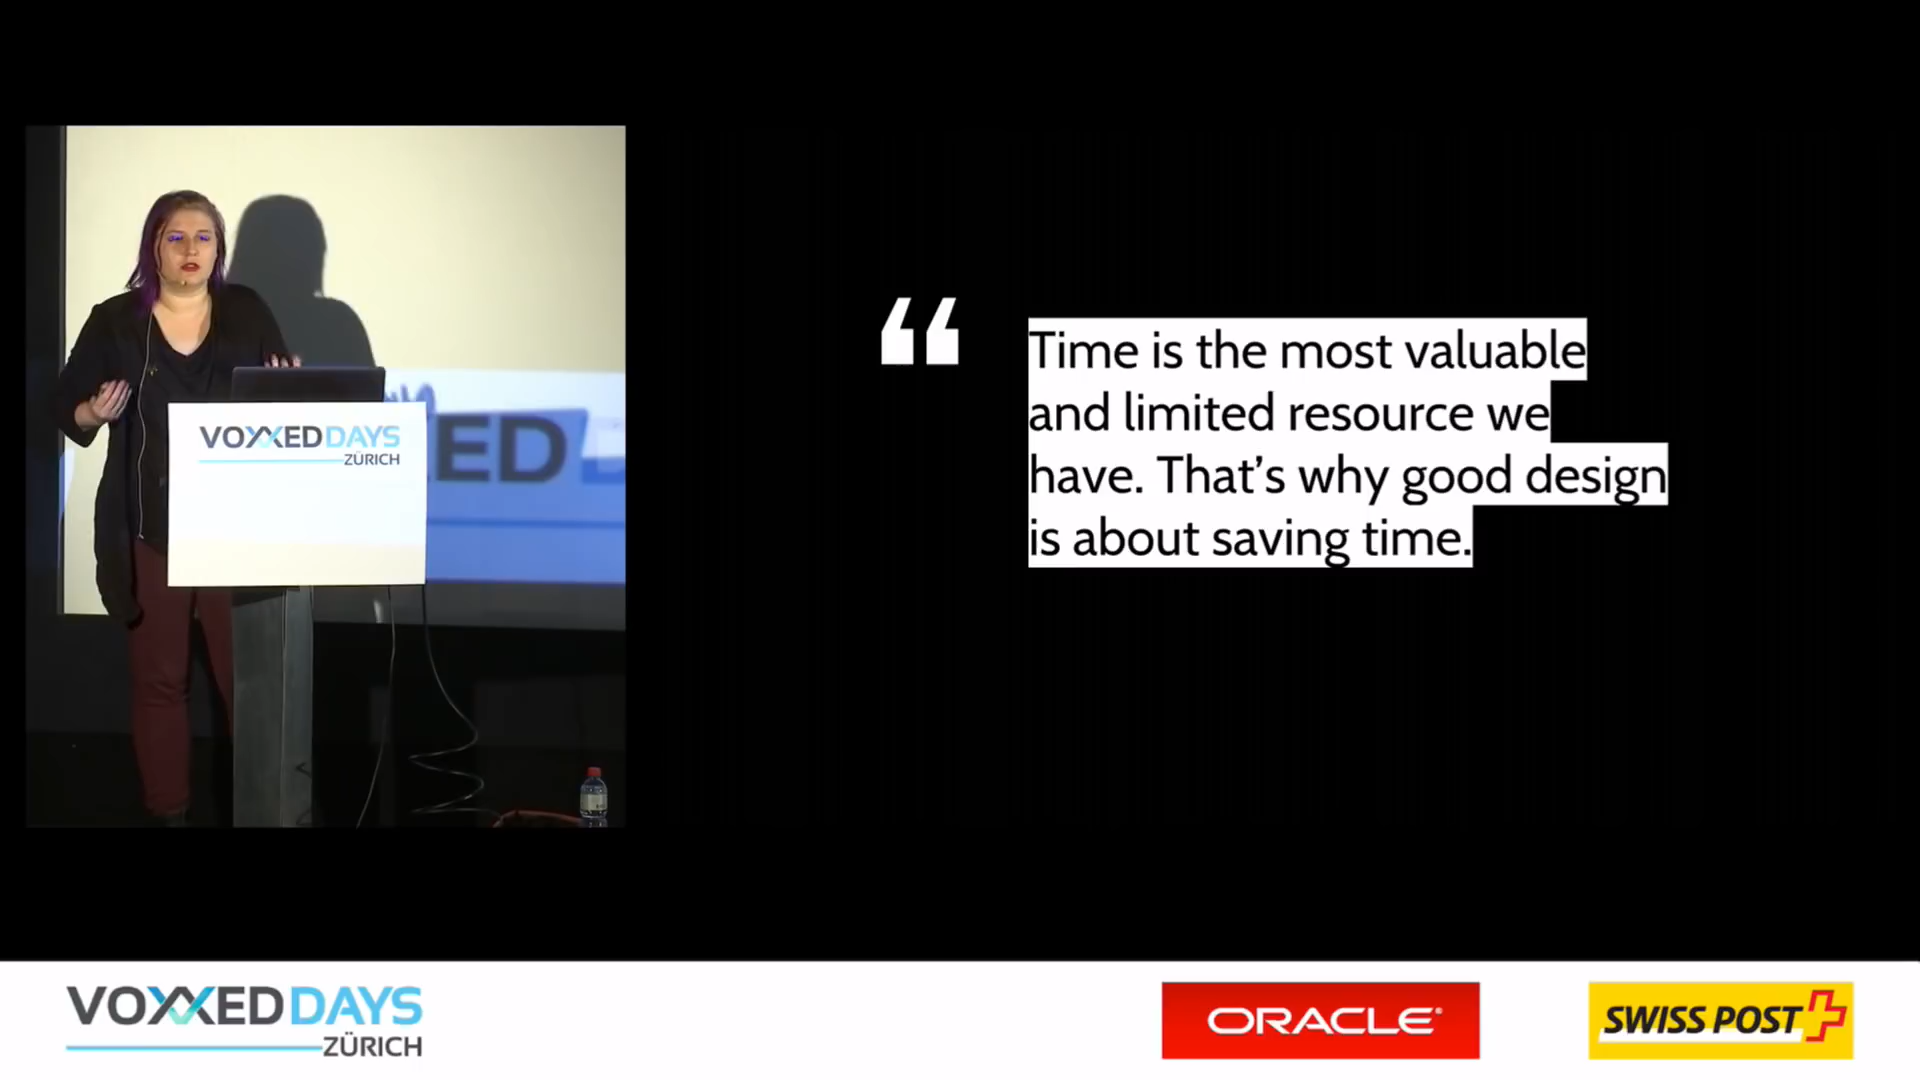 “
Time is the most valuable
and limited resource we
have. That’s why good design
is about saving time.
VOXXEDDAYS
ZÜRICH
XED D
VOXXEDDAYS
ZÜRICH
ORACLE®
SWISS POST